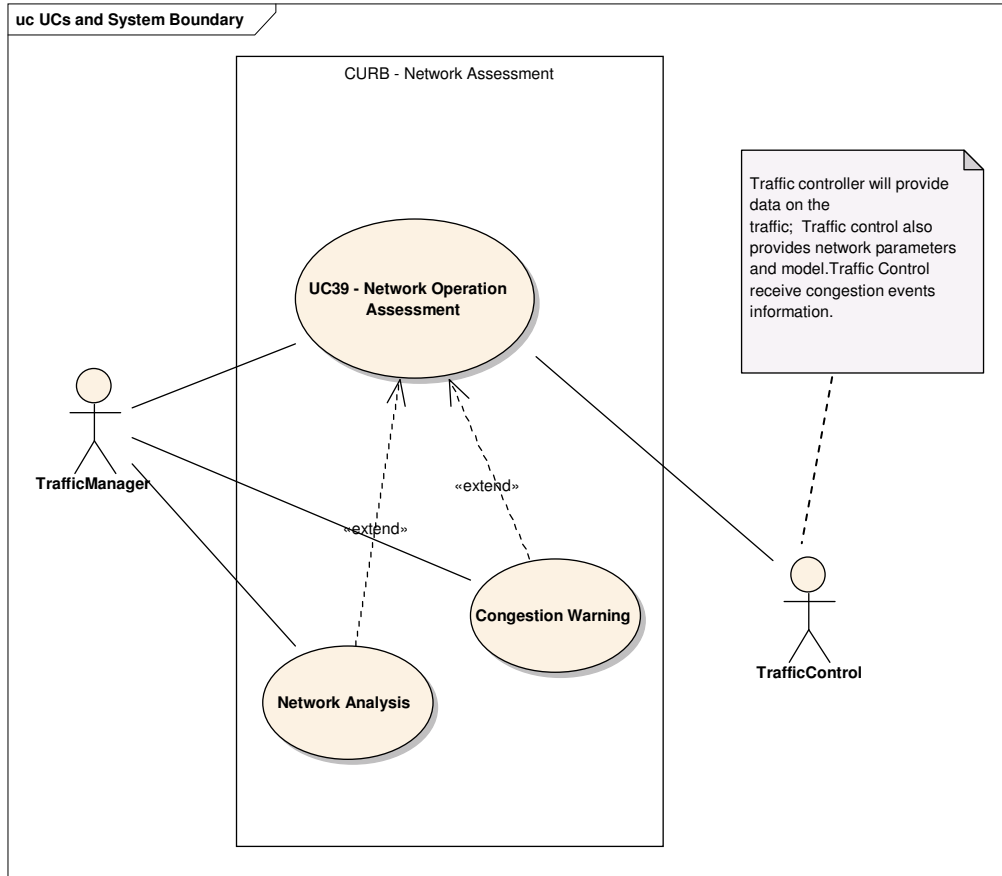 uc UCs and System Boundary
CURB - Network Assessment
Traffic controller will provide
data on the
traffic;  Traffic control also
provides network parameters
and model.Traffic Control
receive congestion events
information.
UC39 - Network Operation
Assessment
TrafficManager
«extend»
«extend»
Congestion Warning
TrafficControl
Network Analysis